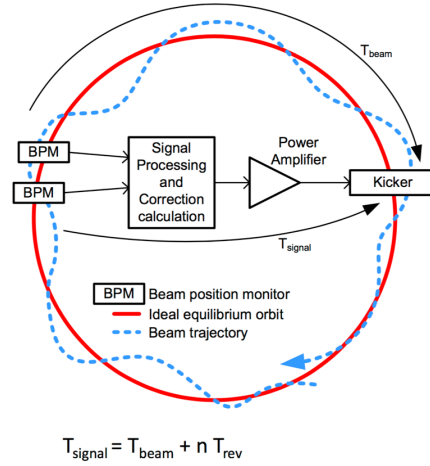 T_beam
BPM
BPM
Signal
Processing
and
Correction
calculation
Power
Amplifier
Kicker
T_signal
BPM Beam position monitor
Ideal equilibrium orbit
Beam trajectory
T_signal = T_beam + n T_rev